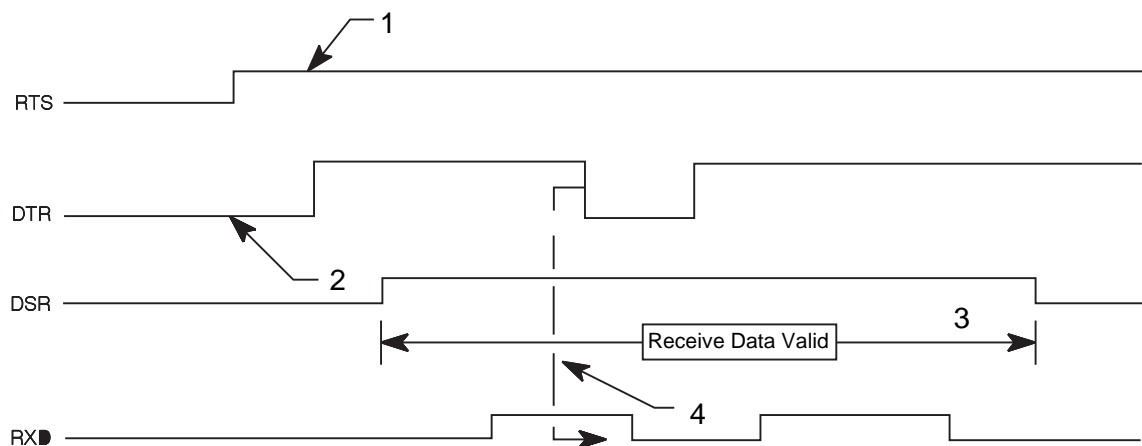 1
RTS
DTR
2
DSR
3
Receive Data Valid
4
RXD